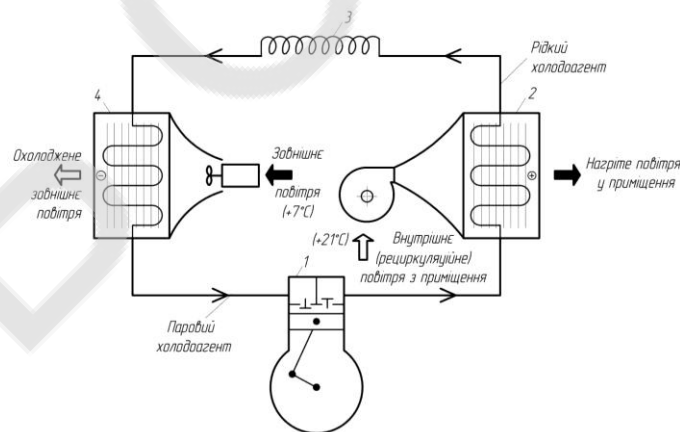 3
Рідкий
холодоагент
4
2
Охолоджене
зовнішнє
повітря
Зовнішнє
повітря
(+7°С)
Нагріте повітря
у приміщення
(+21°С)
Внутрішнє
(рециркуляуійне)
повітря з приміщення
1
Паровий
холодоагент